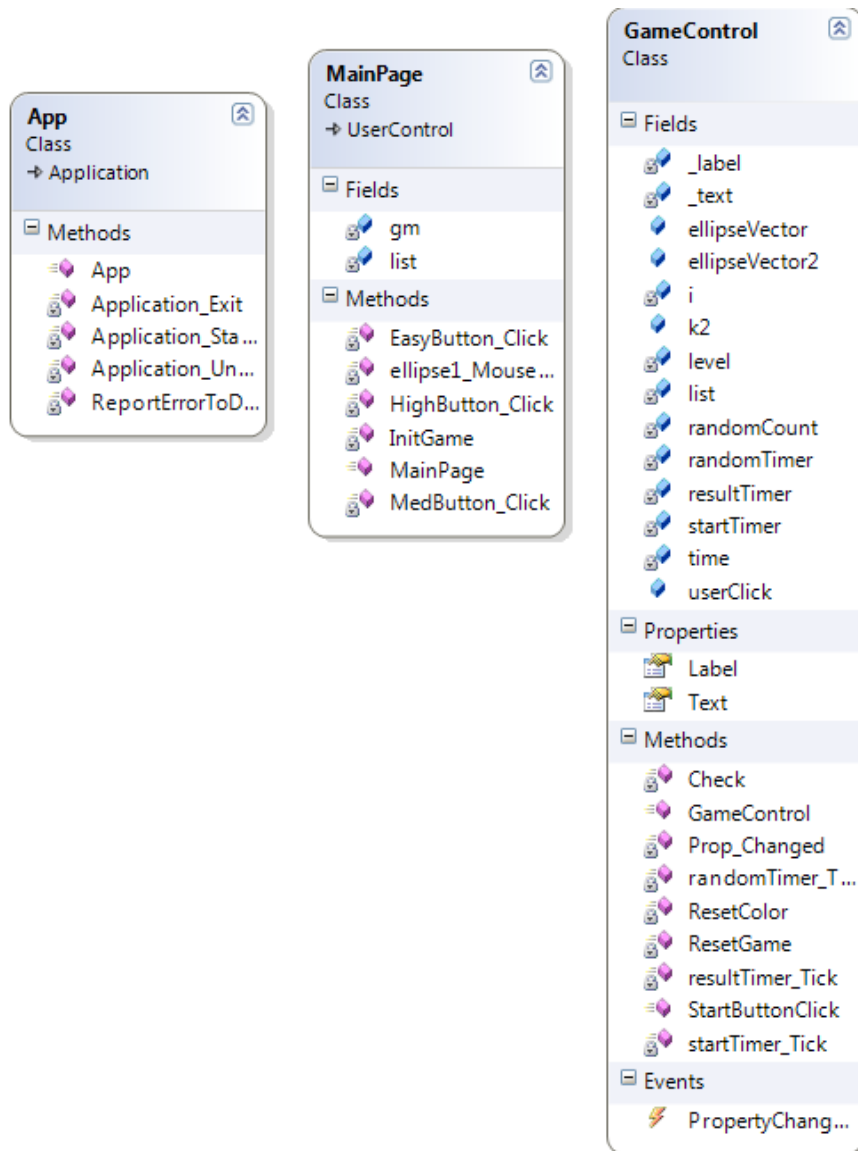 App
Class
Application
Methods
App
Application_Exit
Application_Sta...
Application_Un...
ReportErrorToD...
MainPage
Class
UserControl
Fields
gm
list
Methods
EasyButton_Click
ellipse1_Mouse...
HighButton_Click
InitGame
MainPage
MedButton_Click
GameControl
Class
Fields
_label
_text
ellipseVector
ellipseVector2
i
k2
level
list
randomCount
randomTimer
resultTimer
startTimer
time
userClick
Properties
Label
Text
Methods
Check
GameControl
Prop_Changed
randomTimer_T...
ResetColor
ResetGame
resultTimer_Tick
StartButtonClick
startTimer_Tick
Events
PropertyChang...